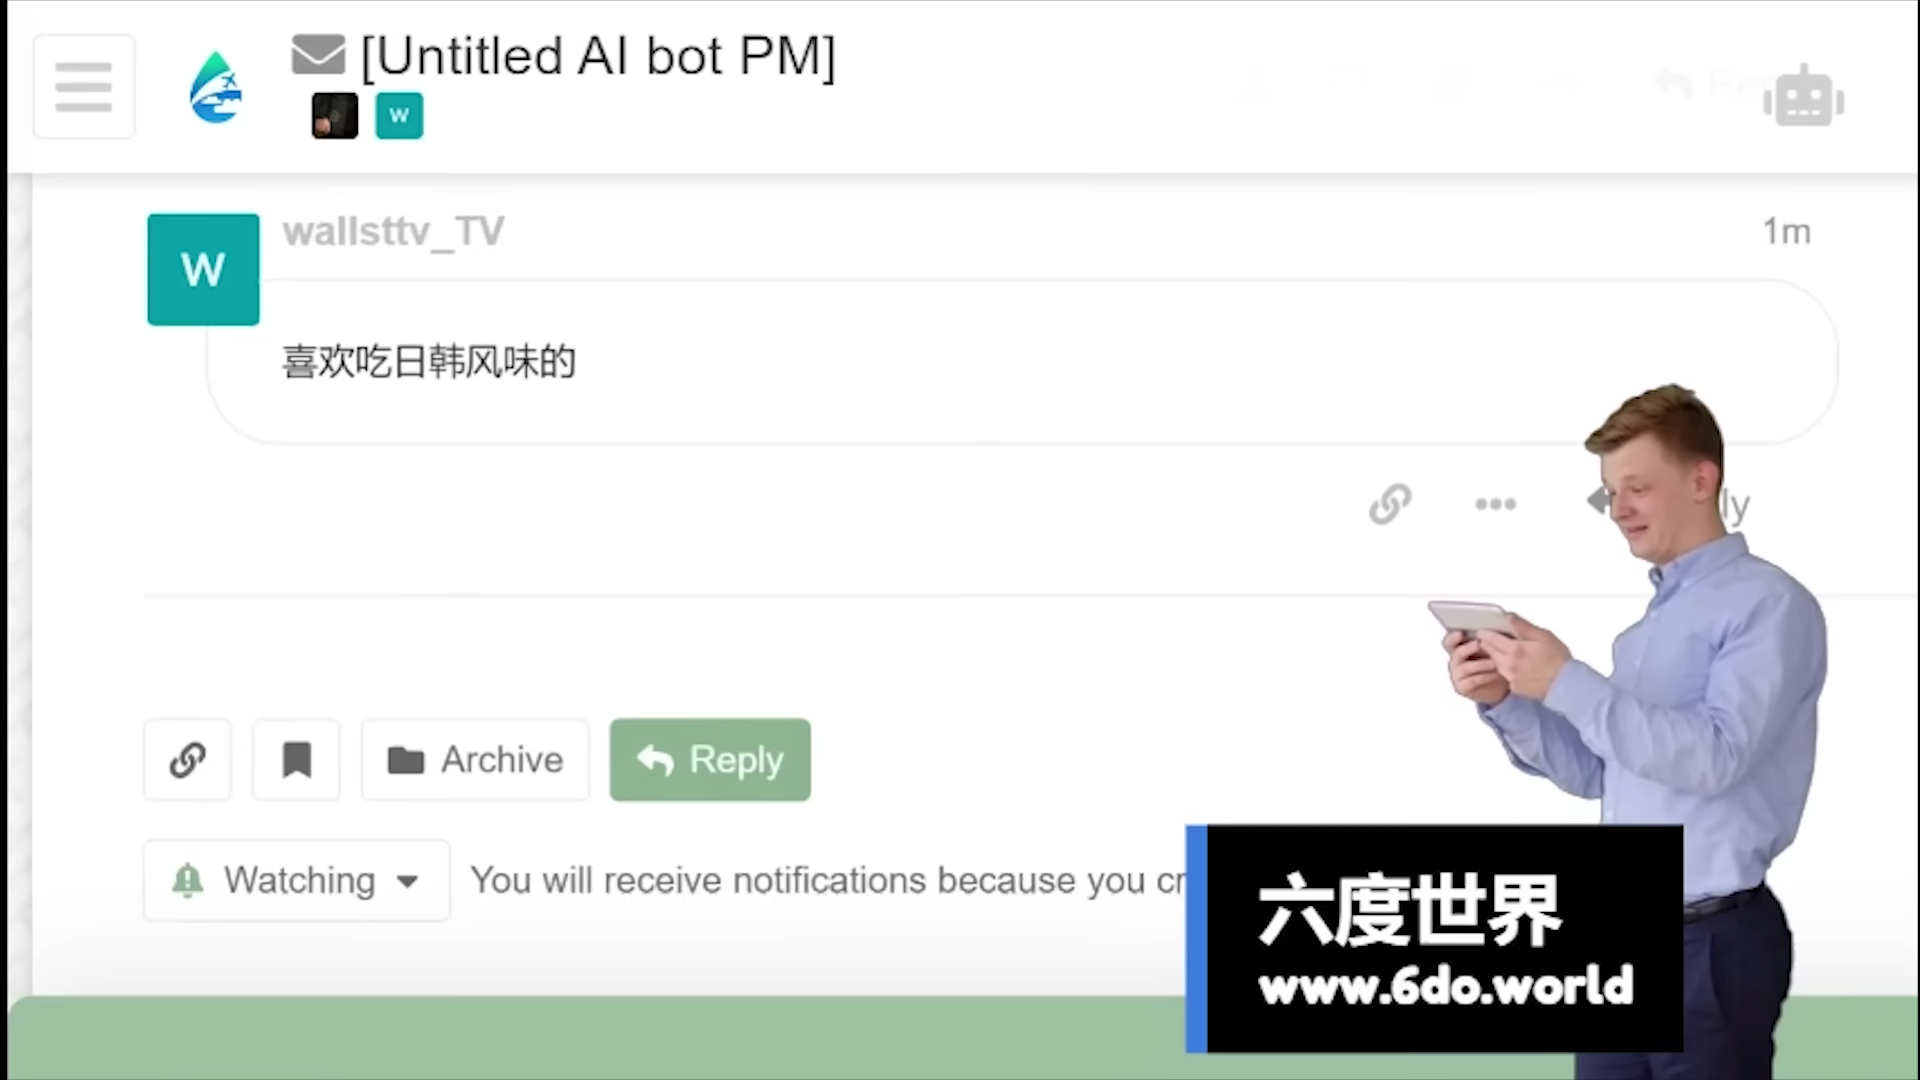 [Untitled AI bot PM]
W
wallsttv_TV
1m
W
喜欢吃日韩风味的
ly
Archive
Reply
Watching
You will receive notifications because you cr
六度世界
www.6do.world